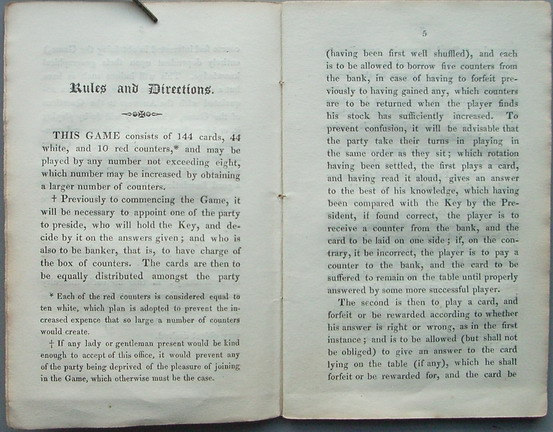 Rules and Directions.
THIS GAME consists of 144 cards, 44
white, and 10 red counters,* and may be
played by any number not exceeding eight,
which number may be increased by obtaining
a larger number of counters.
† Previously to commencing the Game, it
will be necessary to appoint one of the party
to preside, who will hold the Key, and de-
cide by it on the answers given; and who is
also to be banker, that is, to have charge of
the box of counters. The cards are then to
be equally distributed amongst the party
* Each of the red counters is considered equal to
ten white, which plan is adopted to prevent the in-
creased expence that so large a number of counters
would create.
† If any lady or gentleman present would be kind
enough to accept of this office, it would prevent any
of the party being deprived of the pleasure of joining
in the Game, which otherwise must be the case.
5
(having been first well shuffled), and each
is to be allowed to borrow five counters from
the bank, in case of having to forfeit pre-
viously to having gained any, which counters
are to be returned when the player finds
his stock has sufficiently increased. To
prevent confusion, it will be advisable that
the party take their turns in playing in
the same order as they sit; which rotation
having been settled, the first plays a card,
and having read it aloud, gives an answer
to the best of his knowledge, which having
been compared with the Key by the Pre-
sident, if found correct, the player is to
receive a counter from the bank, and the
card to be laid on one side; if, on the con-
trary, it be incorrect, the player is to pay a
counter to the bank, and the card to be
suffered to remain on the table until properly
answered by some more successful player.
The second is then to play a card, and
forfeit or be rewarded according to whether
his answer is right or wrong, as in the first
instance; and is to be allowed (but shall not
be obliged) to give an answer to the card
lying on the table (if any), which he shall
forfeit or be rewarded for, and the card be